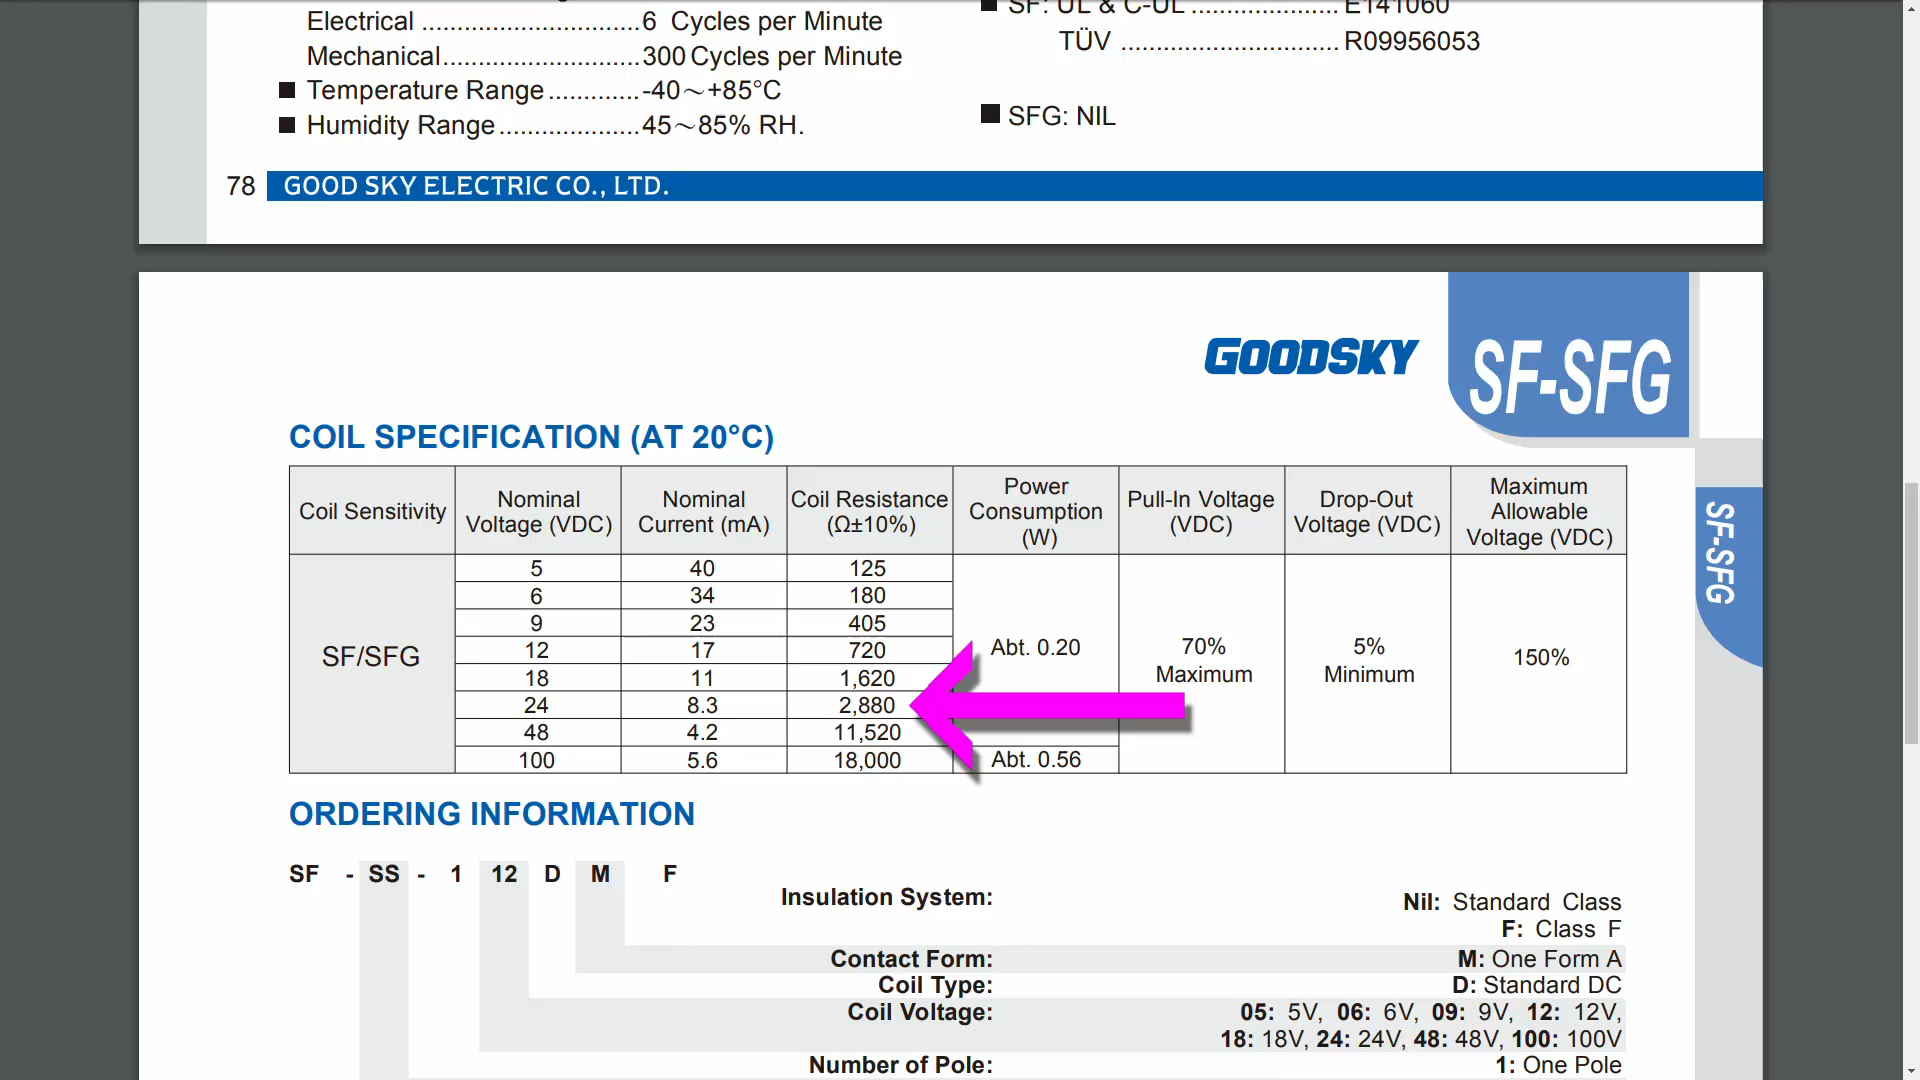 Electrical ...............................6 Cycles per Minute
Mechanical............................300 Cycles per Minute
■ Temperature Range.............-40～+85°C
■ Humidity Range....................45～85% RH.
■ SF: UL & C-UL ..................... E141060
TÜV ............................... R09956053
■ SFG: NIL
78 GOOD SKY ELECTRIC CO., LTD.
GOODSKY
SF-SFG
COIL SPECIFICATION (AT 20°C)
Coil Sensitivity
Nominal
Voltage (VDC)
Nominal
Current (mA)
Coil Resistance
(Ω±10%)
Power
Consumption
(W)
Pull-In Voltage
(VDC)
Drop-Out
Voltage (VDC)
Maximum
Allowable
Voltage (VDC)
SF/SFG
5 40 125
6 34 180
9 23 405
12 17 720
18 11 1,620
24 8.3 2,880
48 4.2 11,520
100 5.6 18,000
Abt. 0.20
Abt. 0.56
70%
Maximum
5%
Minimum
150%
SF-SFG
ORDERING INFORMATION
SF - SS - 1 12 D M F
Insulation System:
Nil: Standard Class
F: Class F
Contact Form: M: One Form A
Coil Type: D: Standard DC
Coil Voltage: 05: 5V, 06: 6V, 09: 9V, 12: 12V,
18: 18V, 24: 24V, 48: 48V, 100: 100V
Number of Pole: 1: One Pole